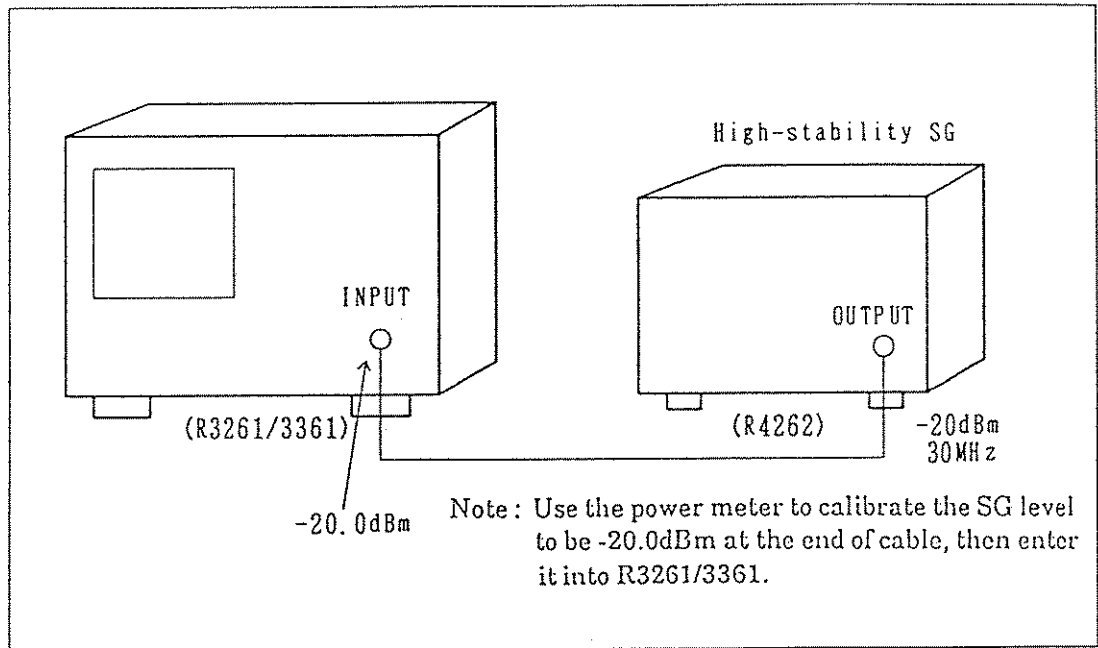 High-stability SG
INPUT
OUTPUT
(R3261/3361)
(R4262)
-20dBm
30MHz
-20.0dBm
Note : Use the power meter to calibrate the SG level
to be -20.0dBm at the end of cable, then enter
it into R3261/3361.